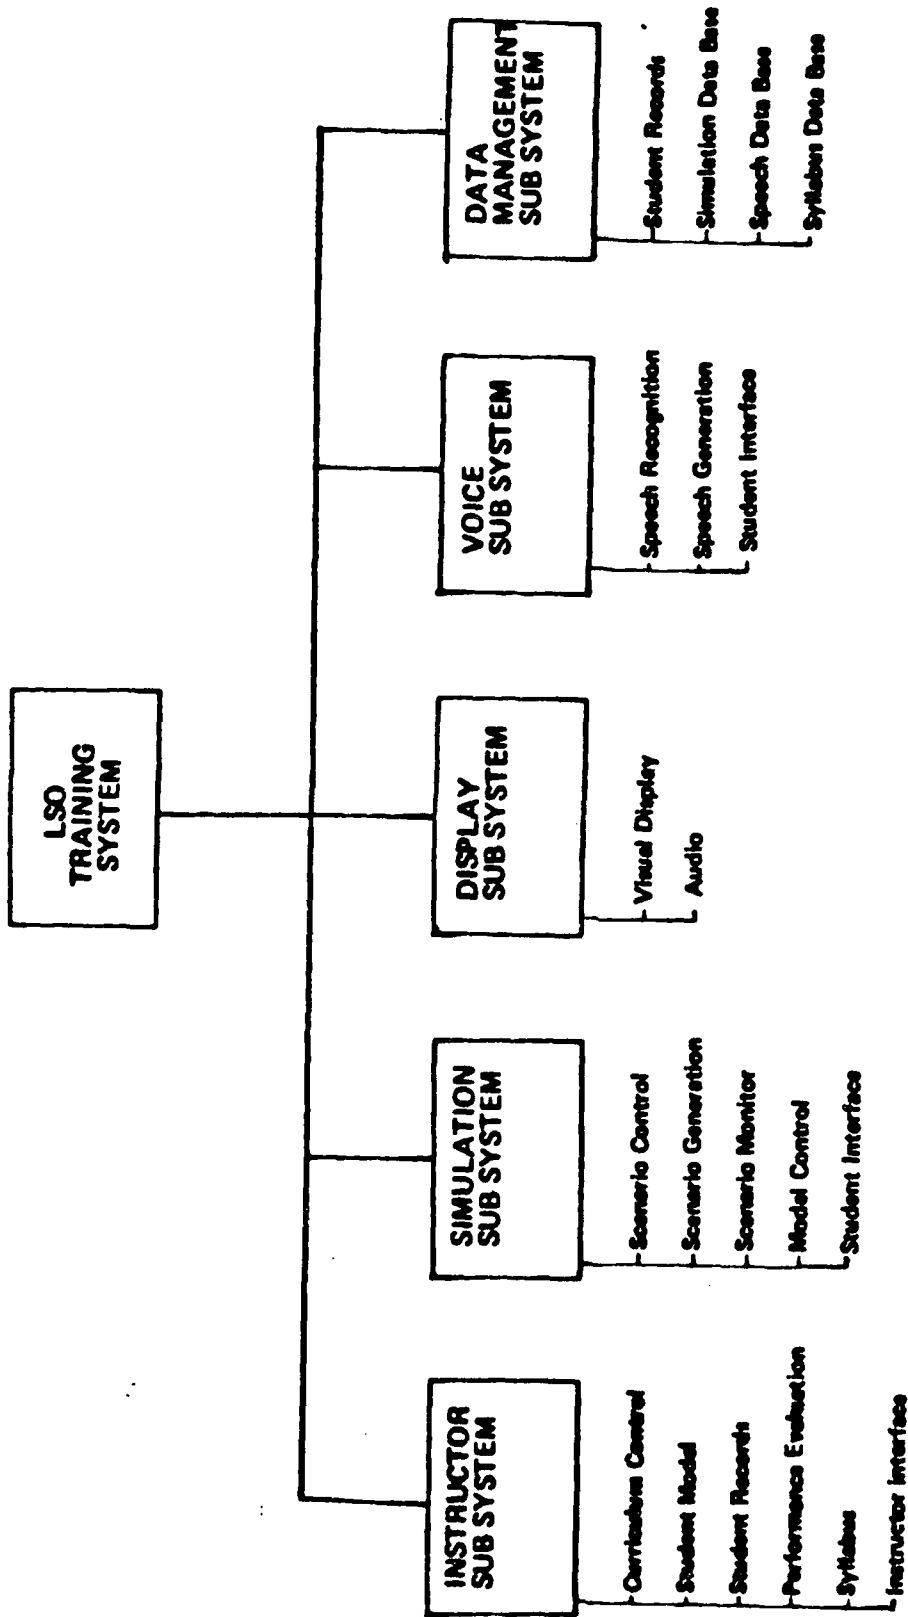 LSO
TRAINING
SYSTEM
INSTRUCTOR
SUB SYSTEM
Curriculum Control
Student Model
Student Records
Performance Evaluation
Syllabus
Instructor Interface
SIMULATION
SUB SYSTEM
Scenario Control
Scenario Generation
Scenario Monitor
Model Control
Student Interface
DISPLAY
SUB SYSTEM
Visual Display
Audio
VOICE
SUB SYSTEM
Speech Recognition
Speech Generation
Student Interface
DATA
MANAGEMENT
SUB SYSTEM
Student Records
Simulation Data Base
Speech Data Base
Syllabus Data Base